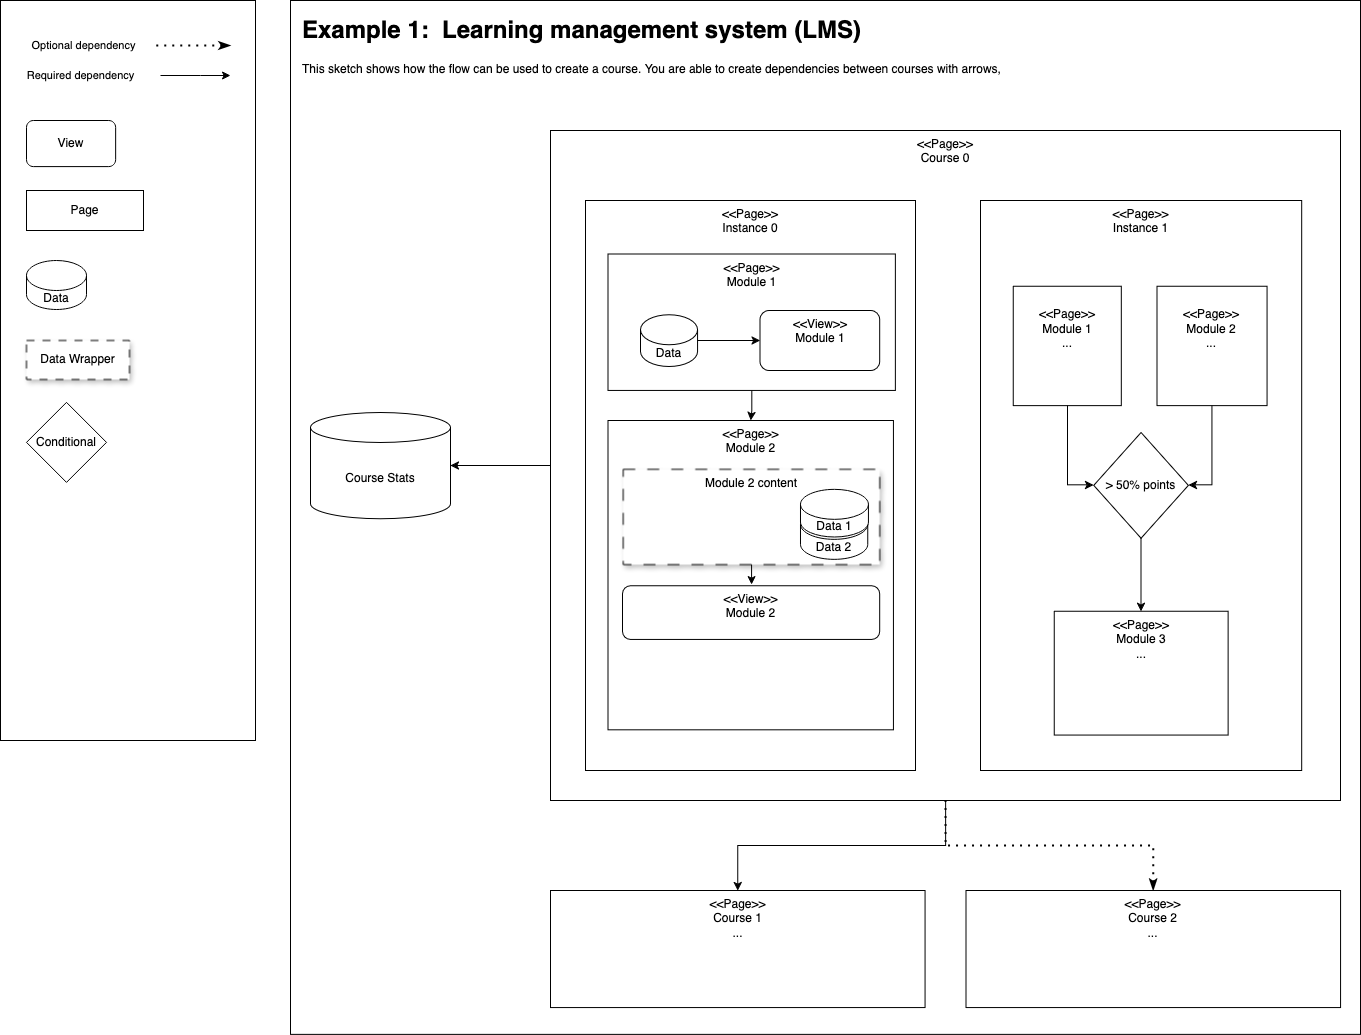 Optional dependency
Required dependency
View
Page
Data
Data Wrapper
Conditional
Example 1:  Learning management system (LMS)
This sketch shows how the flow can be used to create a course. You are able to create dependencies between courses with arrows,
<<Page>>
Course 0
<<Page>>
Instance 0
<<Page>>
Module 1
Data
<<View>>
Module 1
<<Page>>
Module 2
Module 2 content
Data 1
Data 2
<<View>>
Module 2
Course Stats
<<Page>>
Instance 1
<<Page>>
Module 1
...
<<Page>>
Module 2
...
> 50% points
<<Page>>
Module 3
...
<<Page>>
Course 1
...
<<Page>>
Course 2
...